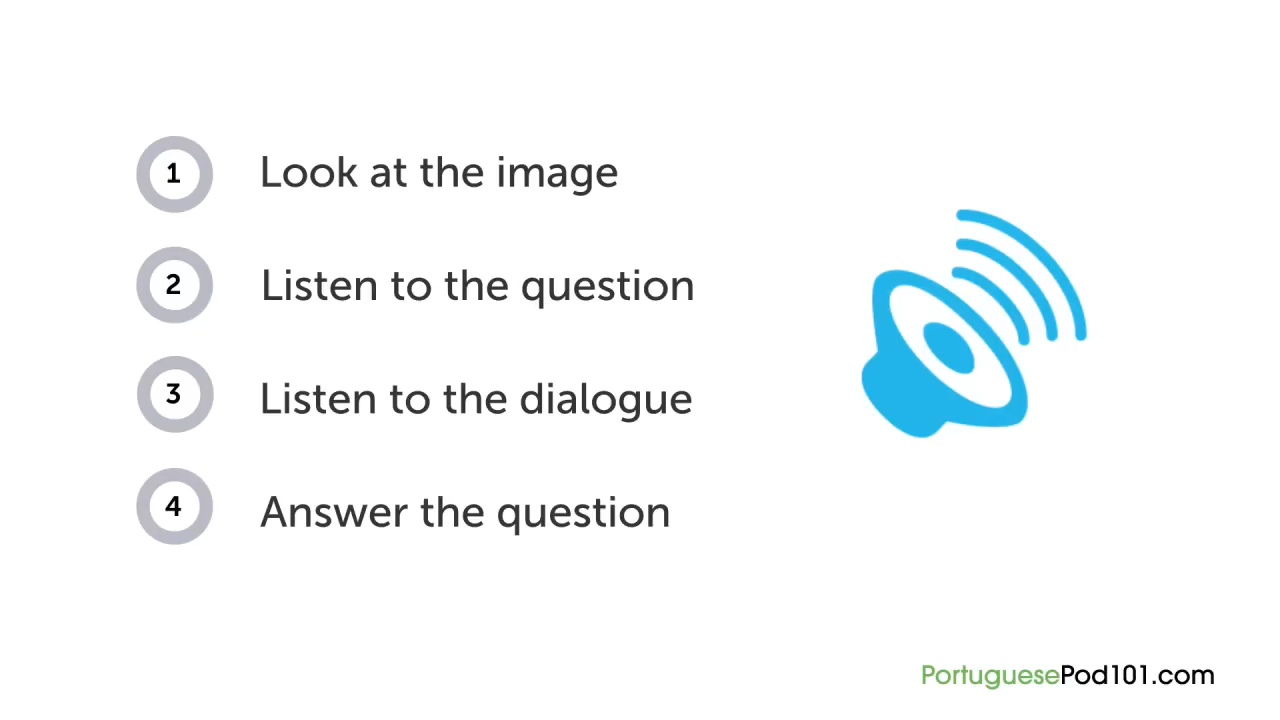 1 Look at the image
2 Listen to the question
3 Listen to the dialogue
4 Answer the question
PortuguesePod101.com